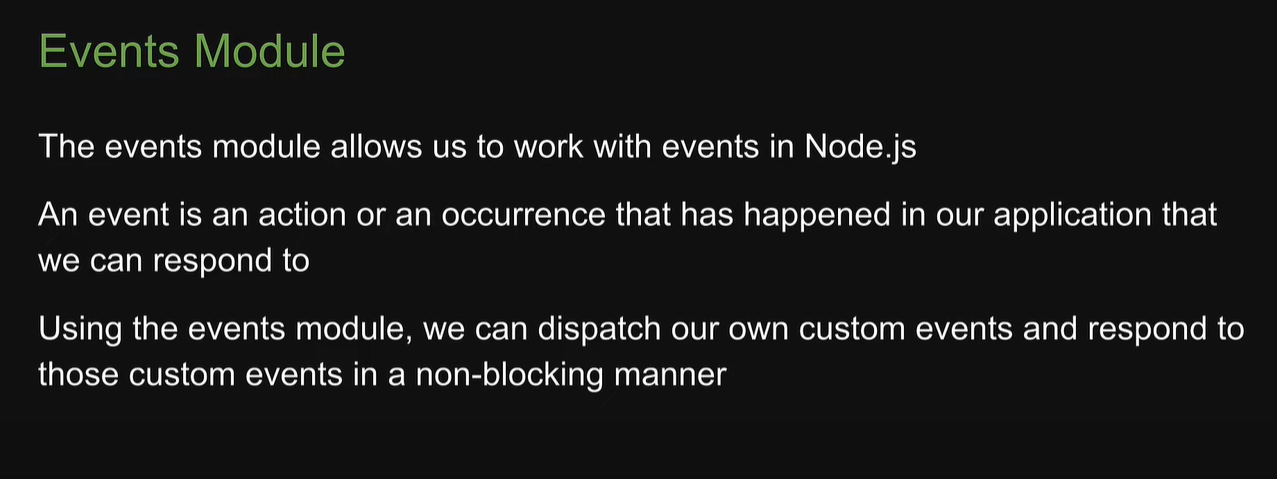 Events Module
The events module allows us to work with events in Node.js
An event is an action or an occurrence that has happened in our application that
we can respond to
Using the events module, we can dispatch our own custom events and respond to
those custom events in a non-blocking manner